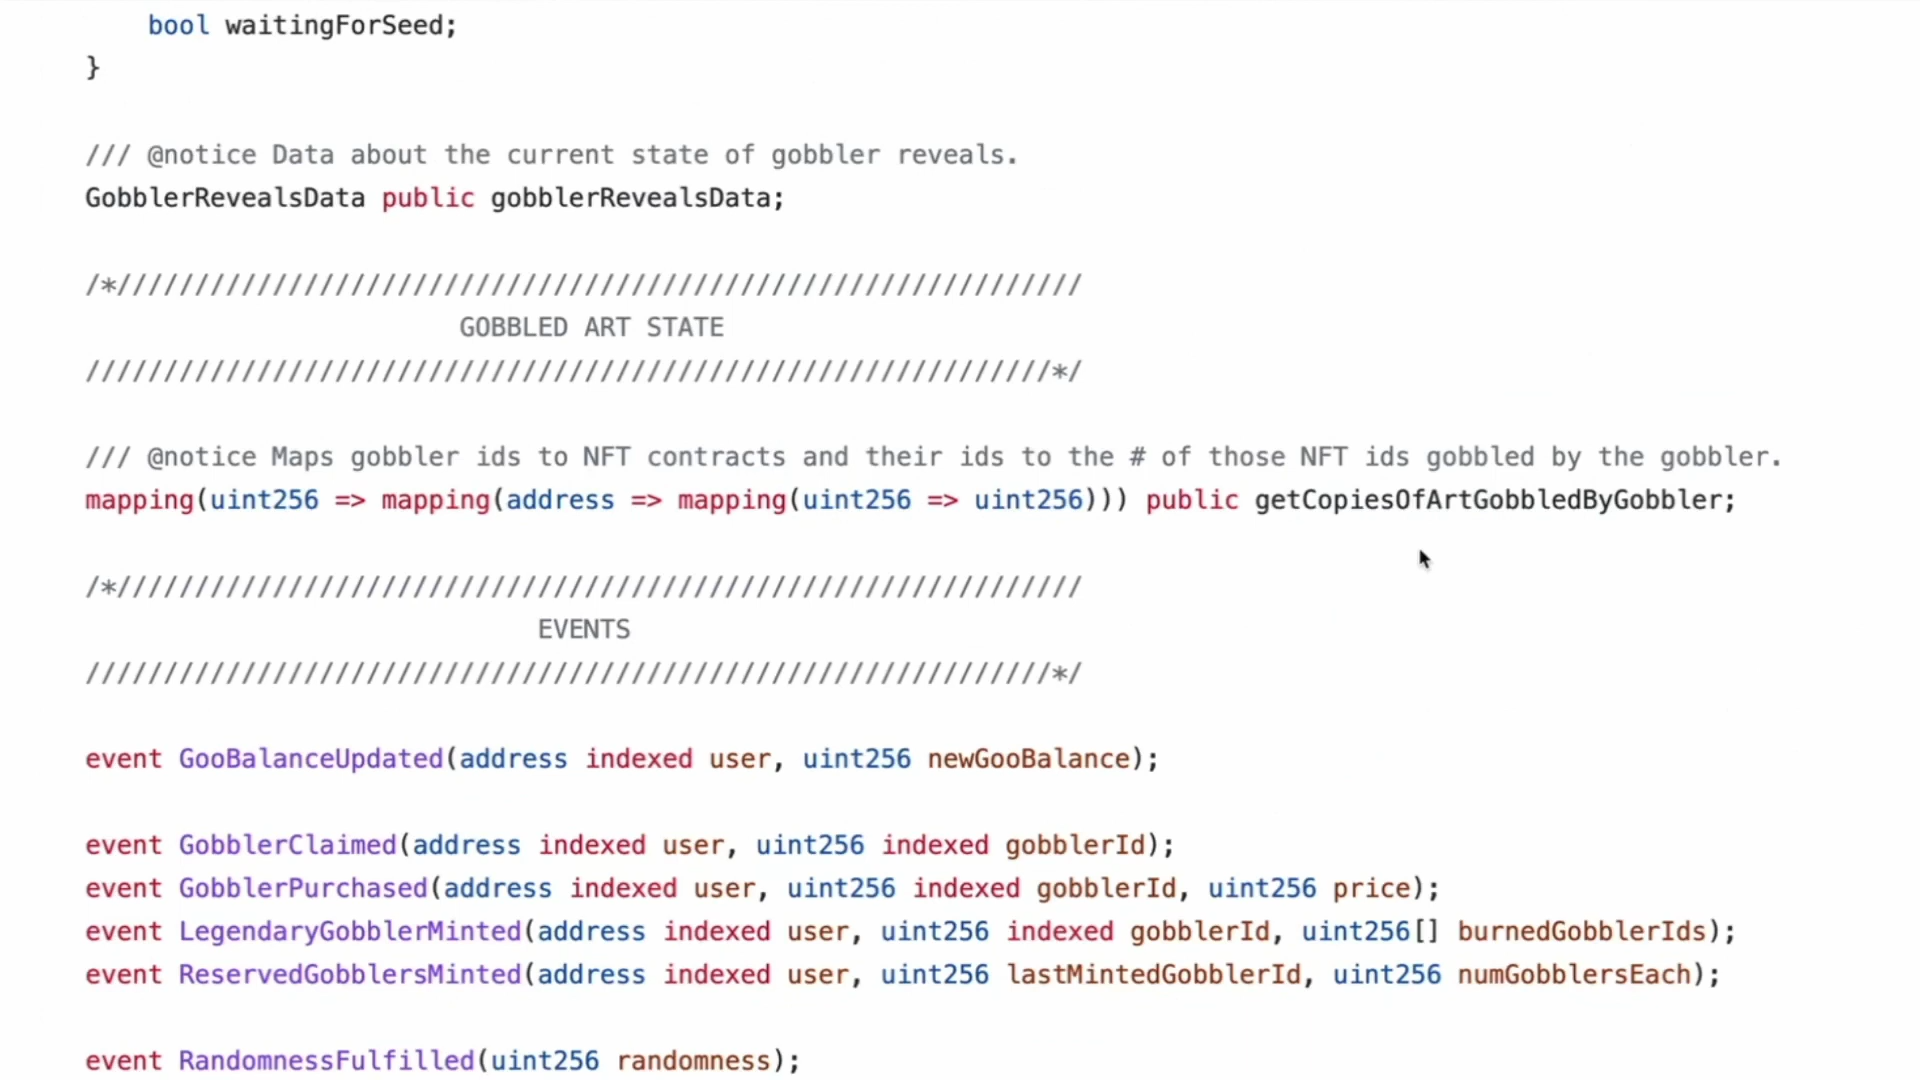 bool waitingForSeed;
}
/// @notice Data about the current state of gobbler reveals.
GobblerRevealsData public gobblerRevealsData;
/*//////////////////////////////////////////////////////////////
GOBBLED ART STATE
//////////////////////////////////////////////////////////////*/
/// @notice Maps gobbler ids to NFT contracts and their ids to the # of those NFT ids gobbled by the gobbler.
mapping(uint256 => mapping(address => mapping(uint256 => uint256))) public getCopiesOfArtGobbledByGobbler;
/*//////////////////////////////////////////////////////////////
EVENTS
//////////////////////////////////////////////////////////////*/
event GooBalanceUpdated(address indexed user, uint256 newGooBalance);
event GobblerClaimed(address indexed user, uint256 indexed gobblerId);
event GobblerPurchased(address indexed user, uint256 indexed gobblerId, uint256 price);
event LegendaryGobblerMinted(address indexed user, uint256 indexed gobblerId, uint256[] burnedGobblerIds);
event ReservedGobblersMinted(address indexed user, uint256 lastMintedGobblerId, uint256 numGobblersEach);
event RandomnessFulfilled(uint256 randomness);